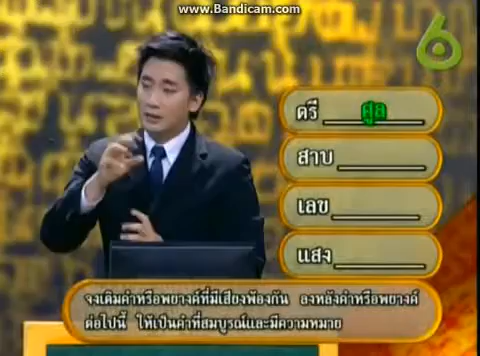 www.Bandicam.com
6
ตรี ศูล
สาบ
เลข
แสง
จงเติมคำหรือพยางค์ที่มีเสียงพ้องกัน ลงหลังคำหรือพยางค์
ต่อไปนี้ ให้เป็นคำที่สมบูรณ์และมีความหมาย